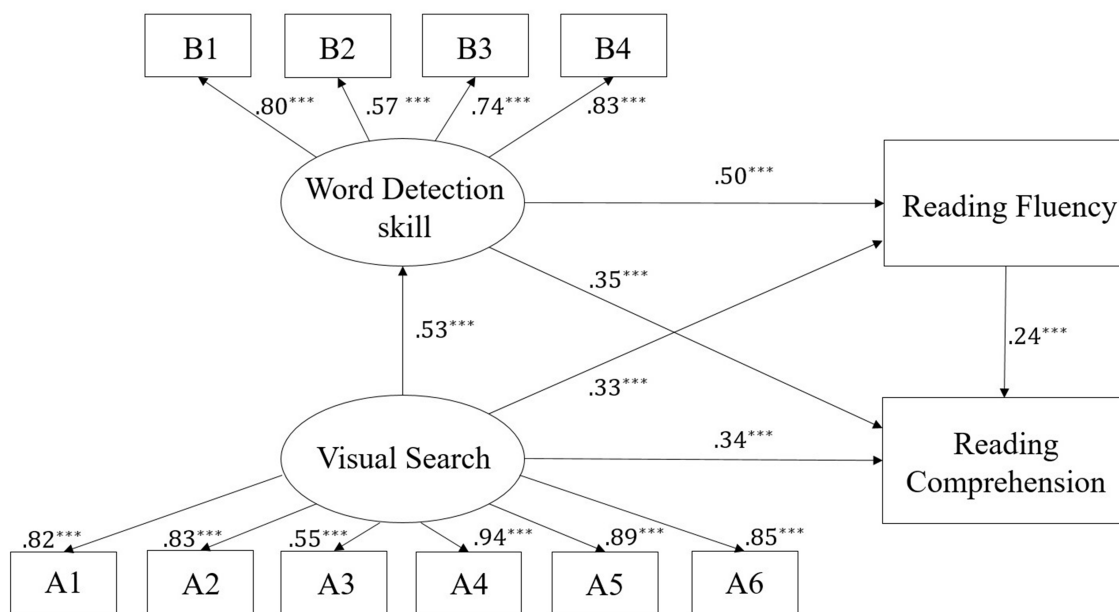 B1
B2
B3
B4
.80***
.57 ***
.74***
.83***
Word Detection
skill
.50***
Reading Fluency
.35***
.53***
.24***
.33***
Visual Search
.34***
Reading
Comprehension
.82***
.83***
.55***
.94***
.89***
.85***
A1
A2
A3
A4
A5
A6